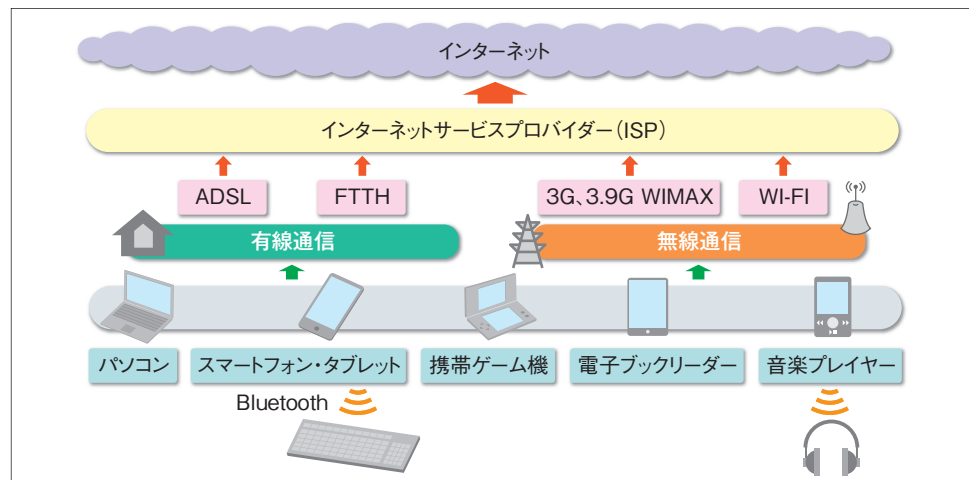 インターネット
インターネットサービスプロバイダー（ISP）
ADSL
FTTH
3G、3.9G WIMAX
WI-FI
有線通信
無線通信
パソコン
スマートフォン・タブレット
携帯ゲーム機
電子ブックリーダー
音楽プレイヤー
Bluetooth